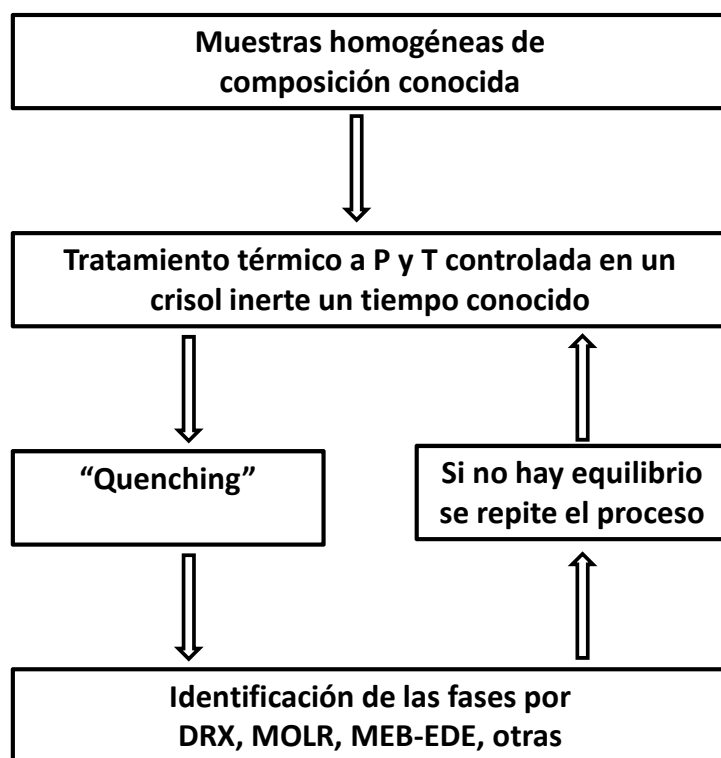 Muestras homogéneas de
composición conocida
Tratamiento térmico a P y T controlada en un
crisol inerte un tiempo conocido
“Quenching”
Si no hay equilibrio
se repite el proceso
Identificación de las fases por
DRX, MOLR, MEB-EDE, otras